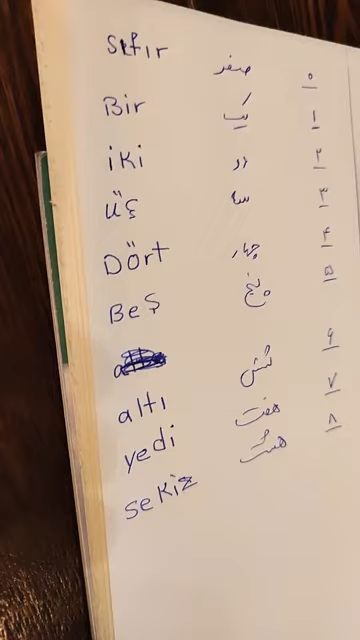 Sıfır صفر ۰
Bir یک ۱
iki دو ۲
üç سه ۳
Dört چهار ۴
Beş پنج ۵
altı شش ۶
yedi هفت ۷
sekiz هشت ۸